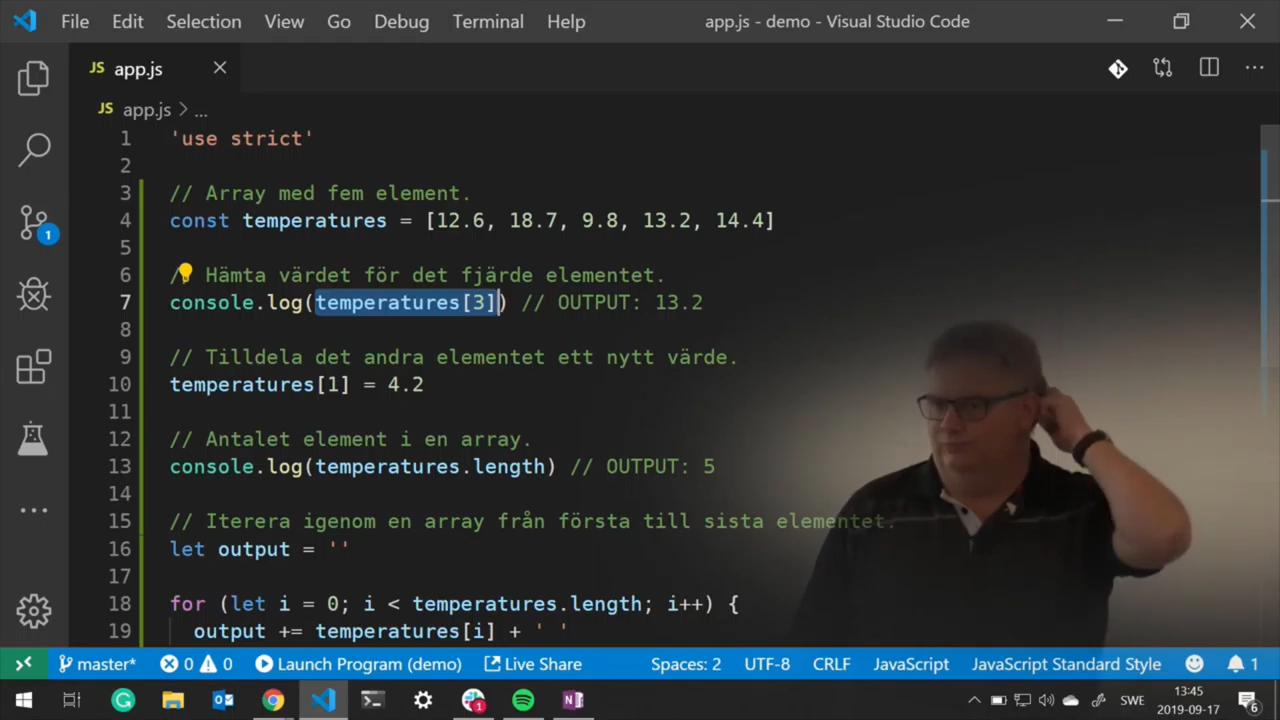 File Edit Selection View Go Debug Terminal Help app.js - demo - Visual Studio Code
JS app.js
JS app.js > ...
1 'use strict'
2
3 // Array med fem element.
4 const temperatures = [12.6, 18.7, 9.8, 13.2, 14.4]
5
6 // Hämta värdet för det fjärde elementet.
7 console.log(temperatures[3]) // OUTPUT: 13.2
8
9 // Tilldela det andra elementet ett nytt värde.
10 temperatures[1] = 4.2
11
12 // Antalet element i en array.
13 console.log(temperatures.length) // OUTPUT: 5
14
15 // Iterera igenom en array från första till sista elementet.
16 let output = ''
17
18 for (let i = 0; i < temperatures.length; i++) {
19 output += temperatures[i] + ' '
1
master* 0 0 Launch Program (demo) Live Share Spaces: 2 UTF-8 CRLF JavaScript JavaScript Standard Style 1
1 SWE 13:45 6
2019-09-17